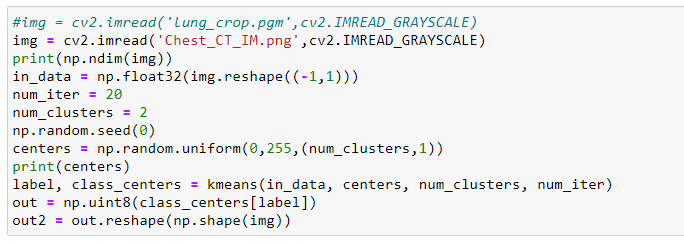 #img = cv2.imread('lung_crop.pgm',cv2.IMREAD_GRAYSCALE)
img = cv2.imread('Chest_CT_IM.png',cv2.IMREAD_GRAYSCALE)
print(np.ndim(img))
in_data = np.float32(img.reshape((-1,1)))
num_iter = 20
num_clusters = 2
np.random.seed(0)
centers = np.random.uniform(0,255,(num_clusters,1))
print(centers)
label, class_centers = kmeans(in_data, centers, num_clusters, num_iter)
out = np.uint8(class_centers[label])
out2 = out.reshape(np.shape(img))